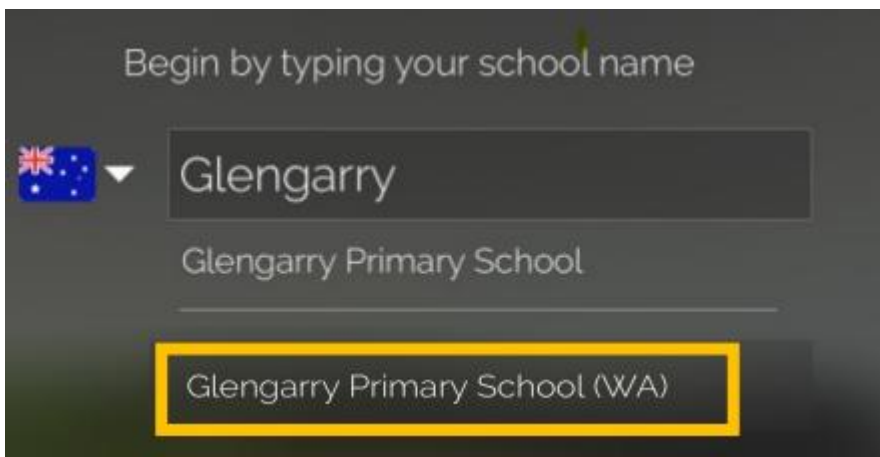 Begin by typing your school name
Glengarry
Glengarry Primary School
Glengarry Primary School (WA)